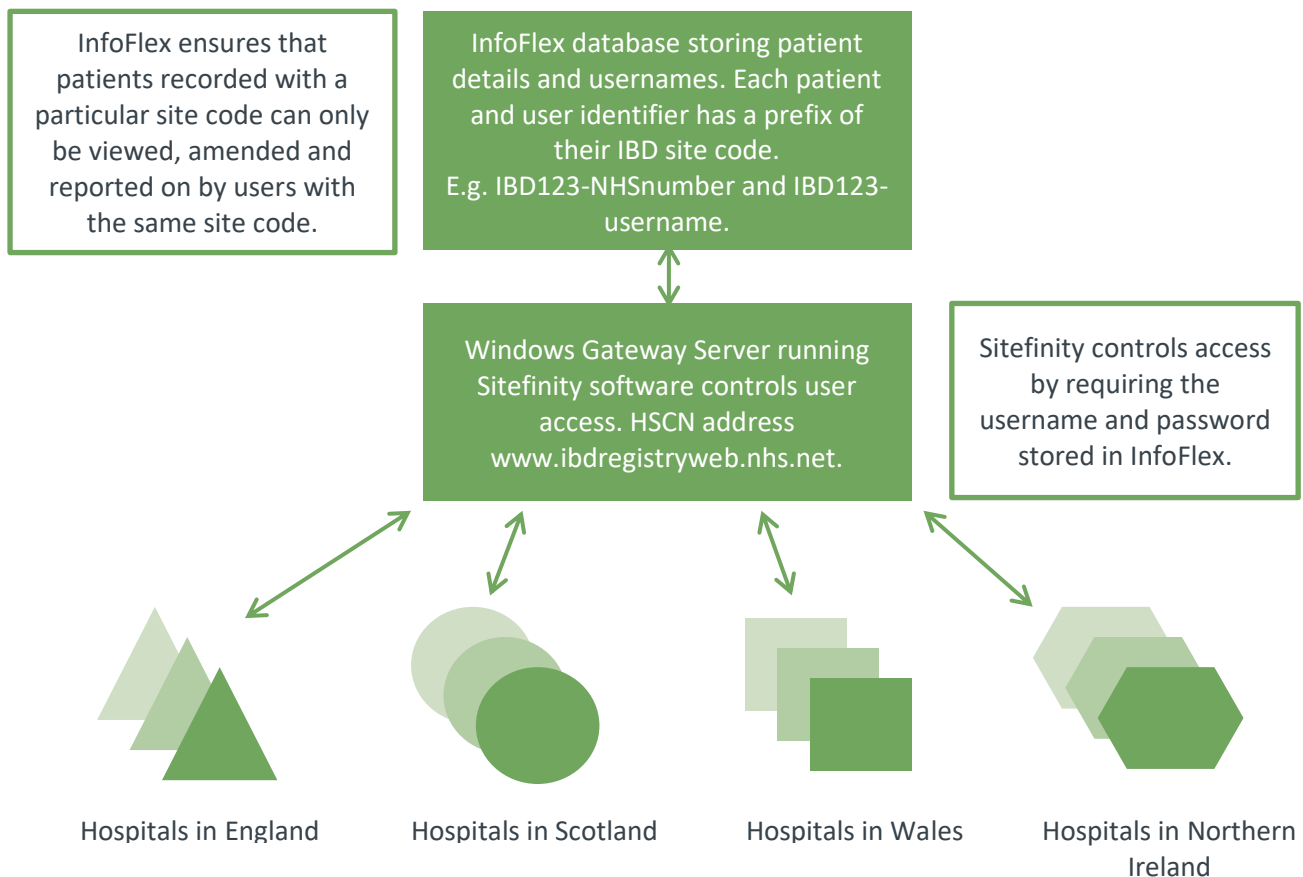 InfoFlex ensures that
patients recorded with a
particular site code can only
be viewed, amended and
reported on by users with
the same site code.
InfoFlex database storing patient
details and usernames. Each patient
and user identifier has a prefix of
their IBD site code.
E.g. IBD123-NHSnumber and IBD123-
username.
Windows Gateway Server running
Sitefinity software controls user
access. HSCN address
www.ibdregistryweb.nhs.net.
Sitefinity controls access
by requiring the
username and password
stored in InfoFlex.
Hospitals in England
Hospitals in Scotland
Hospitals in Wales
Hospitals in Northern
Ireland